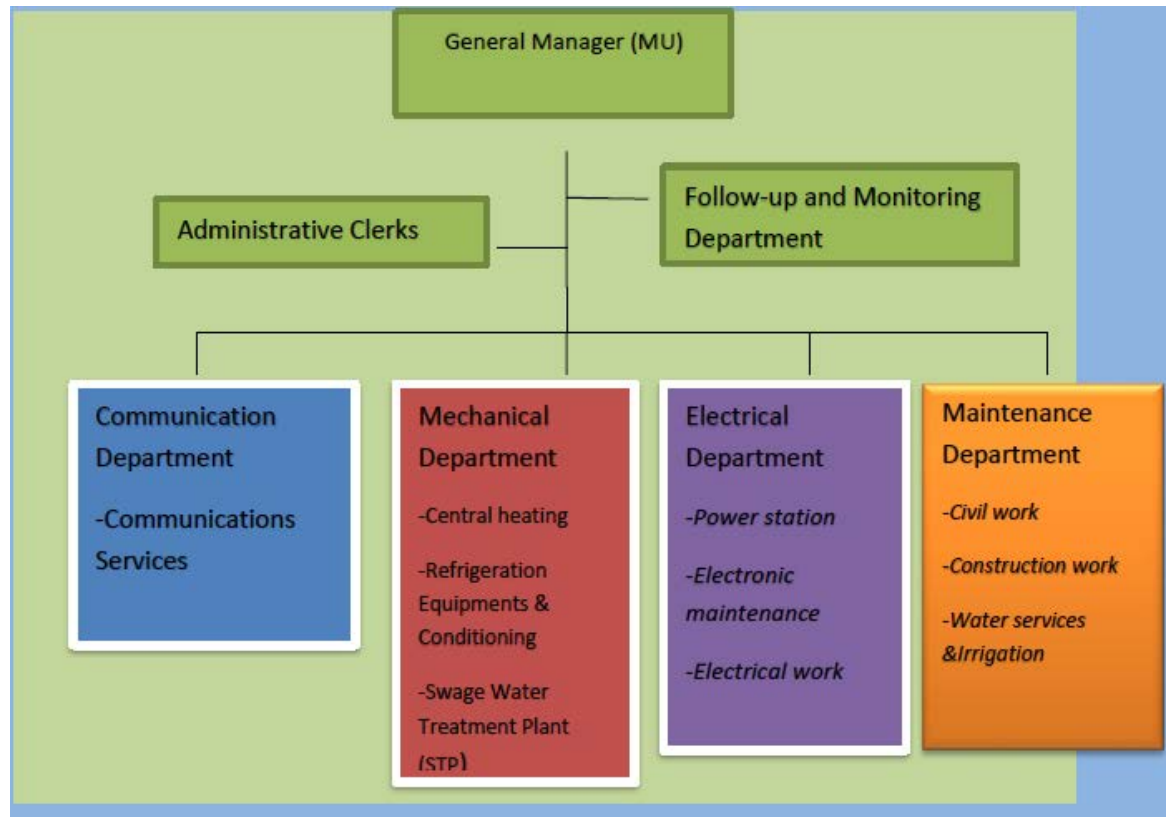 General Manager (MU)
Administrative Clerks
Follow-up and Monitoring
Department
Communication
Department
-Communications
Services
Mechanical
Department
-Central heating
-Refrigeration
Equipments &
Conditioning
-Swage Water
Treatment Plant
(STP)
Electrical
Department
-Power station
-Electronic
maintenance
-Electrical work
Maintenance
Department
-Civil work
-Construction work
-Water services
&Irrigation